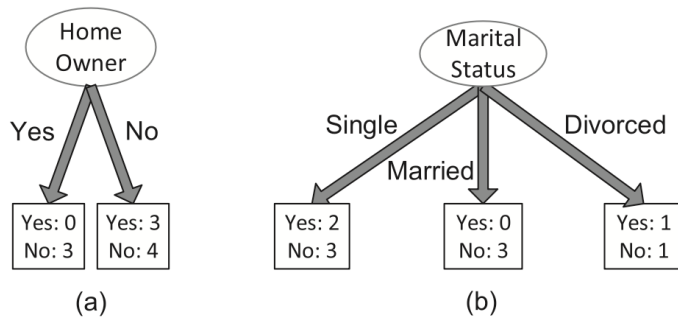 Home
Owner
Yes
No
Yes: 0
No: 3
Yes: 3
No: 4
(a)
Marital
Status
Single
Married
Divorced
Yes: 2
No: 3
Yes: 0
No: 3
Yes: 1
No: 1
(b)